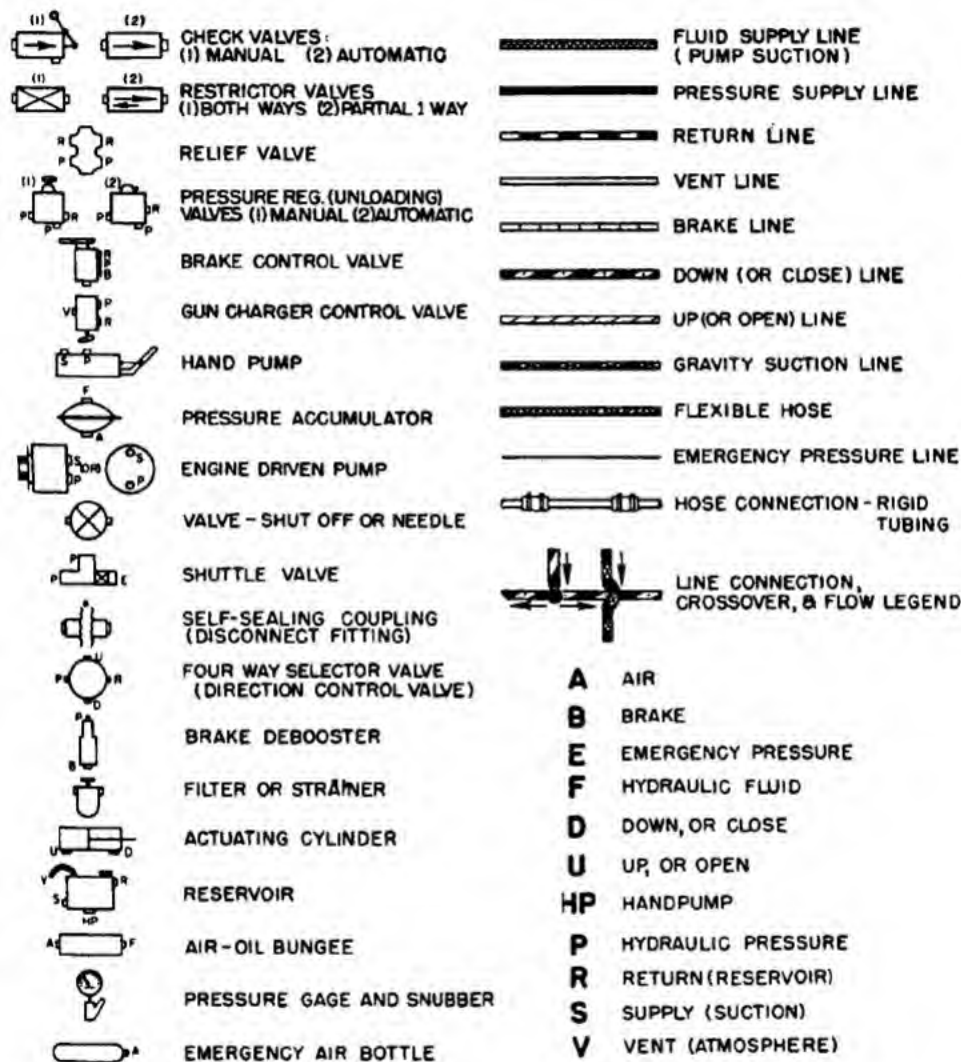 (1) (2)
CHECK VALVES:
(1) MANUAL (2) AUTOMATIC
(1) (2)
RESTRICTOR VALVES
(1) BOTH WAYS (2) PARTIAL 1 WAY
R R
P P
RELIEF VALVE
(1) (2)
PRESSURE REG. (UNLOADING)
VALVES (1) MANUAL (2) AUTOMATIC
P R P R
P P
BRAKE CONTROL VALVE
R
P
B
GUN CHARGER CONTROL VALVE
V P
R
S P
HAND PUMP
F
PRESSURE ACCUMULATOR
A
ENGINE DRIVEN PUMP
S S
P P
VALVE - SHUT OFF OR NEEDLE
P
SHUTTLE VALVE
P E
SELF-SEALING COUPLING
(DISCONNECT FITTING)
U
FOUR WAY SELECTOR VALVE
P R
(DIRECTION CONTROL VALVE)
D
P
BRAKE DEBOOSTER
B
FILTER OR STRAINER
ACTUATING CYLINDER
U D
V R
RESERVOIR
S
HP
A F
AIR-OIL BUNGEE
PRESSURE GAGE AND SNUBBER
A
EMERGENCY AIR BOTTLE
FLUID SUPPLY LINE
(PUMP SUCTION)
PRESSURE SUPPLY LINE
RETURN LINE
VENT LINE
BRAKE LINE
DOWN (OR CLOSE) LINE
UP (OR OPEN) LINE
GRAVITY SUCTION LINE
FLEXIBLE HOSE
EMERGENCY PRESSURE LINE
HOSE CONNECTION - RIGID
TUBING
LINE CONNECTION,
CROSSOVER, & FLOW LEGEND
A AIR
B BRAKE
E EMERGENCY PRESSURE
F HYDRAULIC FLUID
D DOWN, OR CLOSE
U UP, OR OPEN
HP HANDPUMP
P HYDRAULIC PRESSURE
R RETURN (RESERVOIR)
S SUPPLY (SUCTION)
V VENT (ATMOSPHERE)